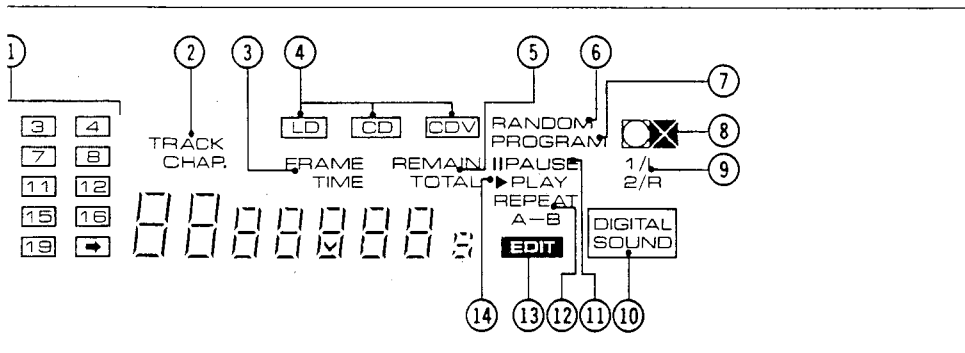 1 2 3 4 5 6 7
3 4 LD CD CDV RANDOM 8
TRACK PROGRAM
7 8 CHAP. FRAME REMAIN PAUSE 1/L 9
11 12 TIME TOTAL PLAY 2/R
REPEAT
15 16 A-B DIGITAL
19 EDIT SOUND
14 13 12 11 10